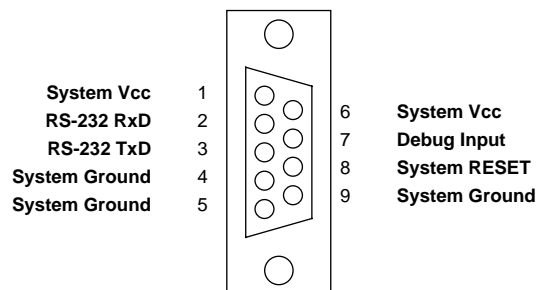 System Vcc 1
RS-232 RxD 2
RS-232 TxD 3
System Ground 4
System Ground 5
6 System Vcc
7 Debug Input
8 System RESET
9 System Ground